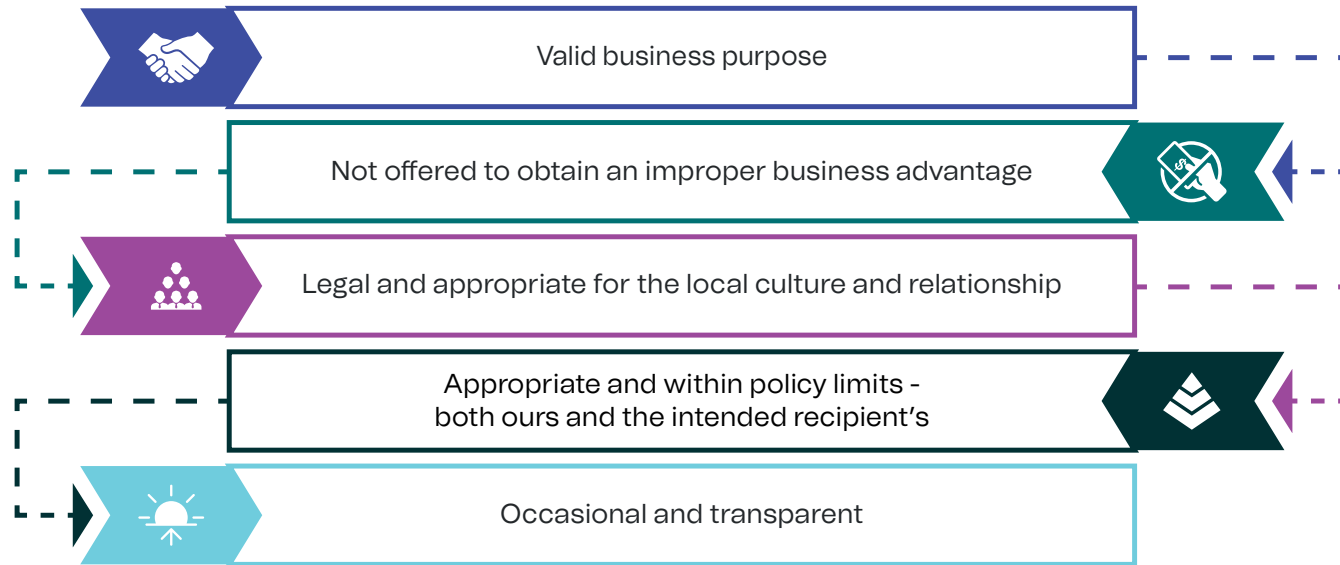 Valid business purpose
Not offered to obtain an improper business advantage
$
Legal and appropriate for the local culture and relationship
Appropriate and within policy limits -
both ours and the intended recipient's
Occasional and transparent